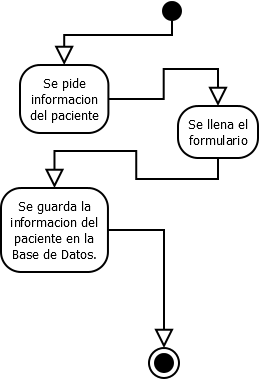 Se pide
informacion
del paciente
Se llena el
formulario
Se guarda la
informacion del
paciente en la
Base de Datos.